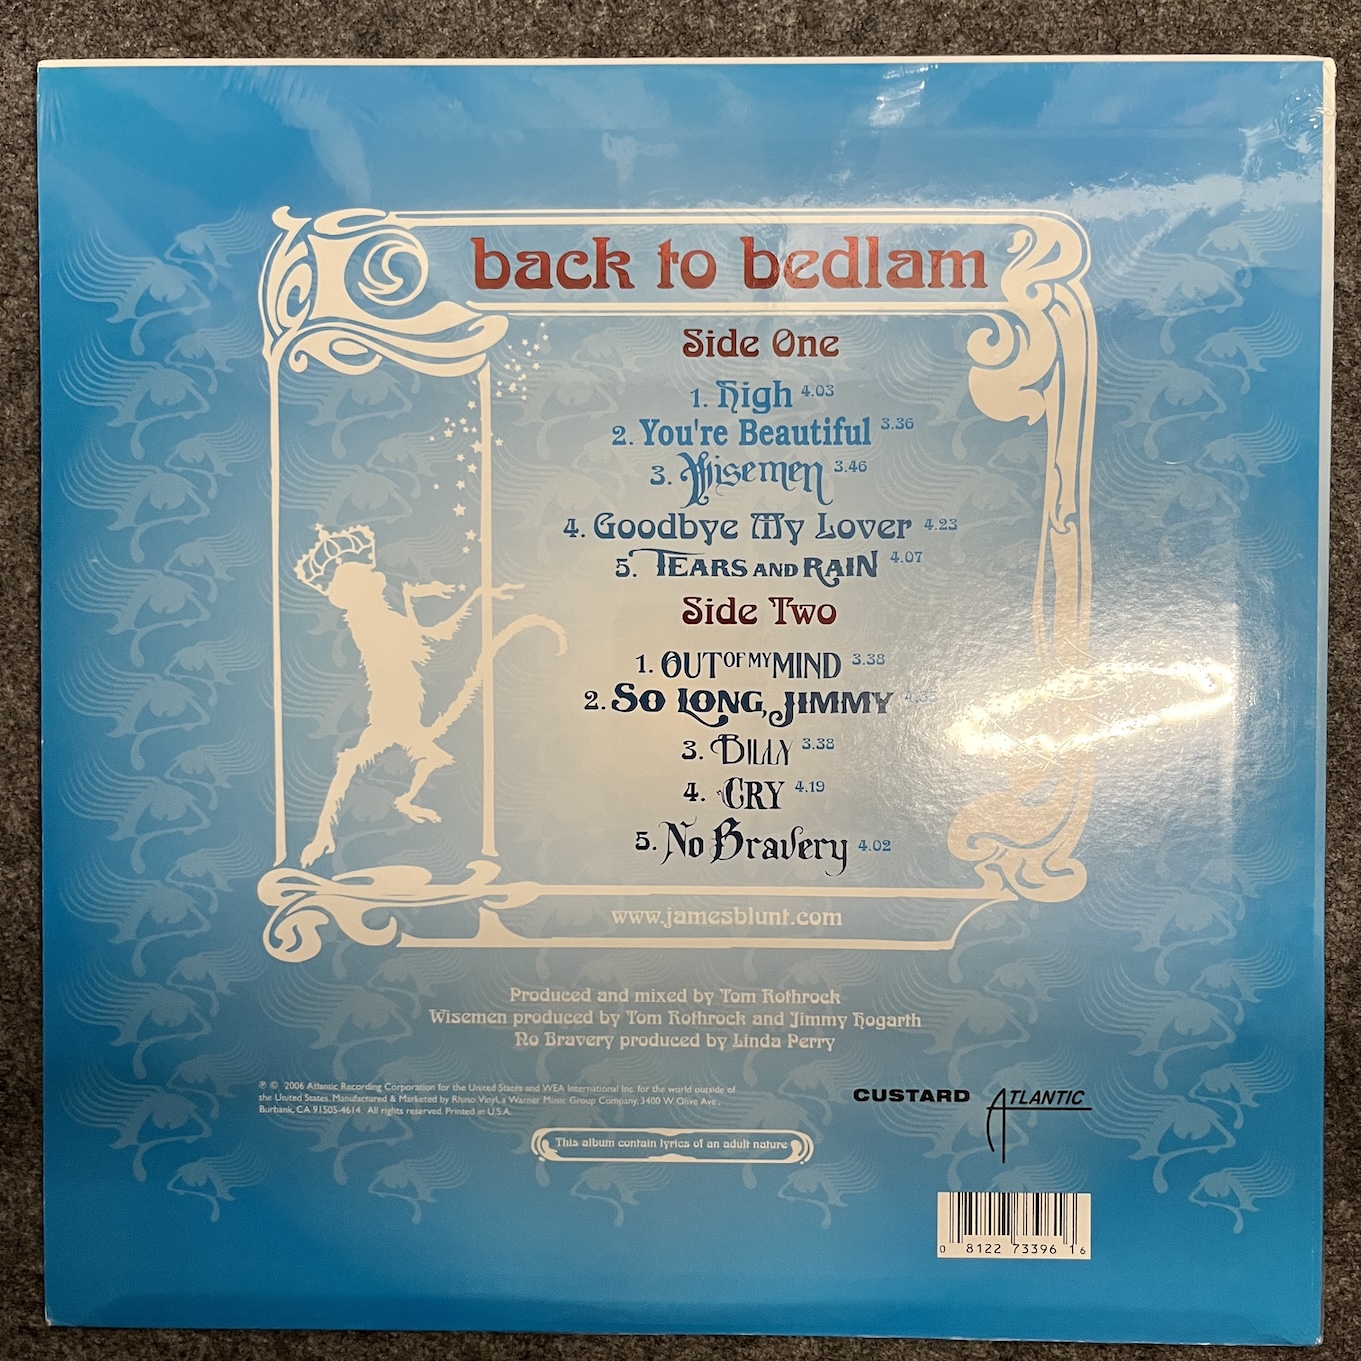 back to bedlam
Side One
1. High 4.03
2. You're Beautiful 3.36
3. Wisemen 3.46
4. Goodbye My Lover 4.23
5. TEARS AND RAIN 4.07
Side Two
1. OUT OF MY MIND 3.38
2. SO LONG, JIMMY
3. BILLY 3.38
4. CRY 4.19
5. No Bravery 4.02
www.jamesblunt.com
Produced and mixed by Tom Rothrock
Wisemen produced by Tom Rothrock and Jimmy Hogarth
No Bravery produced by Linda Perry
℗ © 2006 Atlantic Recording Corporation for the United States and WEA International Inc. for the world outside of
the United States. Manufactured & Marketed by Rhino Vinyl, a Warner Music Group Company, 3400 W. Olive Ave.,
Burbank, CA 91505-4614. All rights reserved. Printed in U.S.A.
CUSTARD ATLANTIC
This album contain lyrics of an adult nature
0 8122 73396 1 6